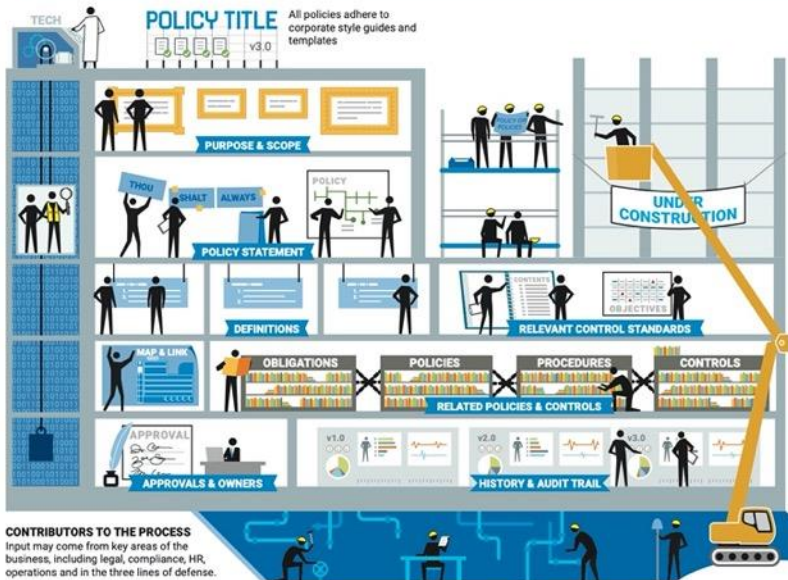 TECH
POLICY TITLE
v3.0
All policies adhere to
corporate style guides and
templates
PURPOSE & SCOPE
POLICY OR
POLICIES
UNDER
CONSTRUCTION
THOU
SHALT
ALWAYS
POLICY
POLICY STATEMENT
DEFINITIONS
CONTENTS
OBJECTIVES
RELEVANT CONTROL STANDARDS
MAP & LINK
OBLIGATIONS
POLICIES
PROCEDURES
CONTROLS
RELATED POLICIES & CONTROLS
APPROVAL
APPROVALS & OWNERS
v1.0
v2.0
v3.0
HISTORY & AUDIT TRAIL
CONTRIBUTORS TO THE PROCESS
Input may come from key areas of the
business, including legal, compliance, HR,
operations and in the three lines of defense.